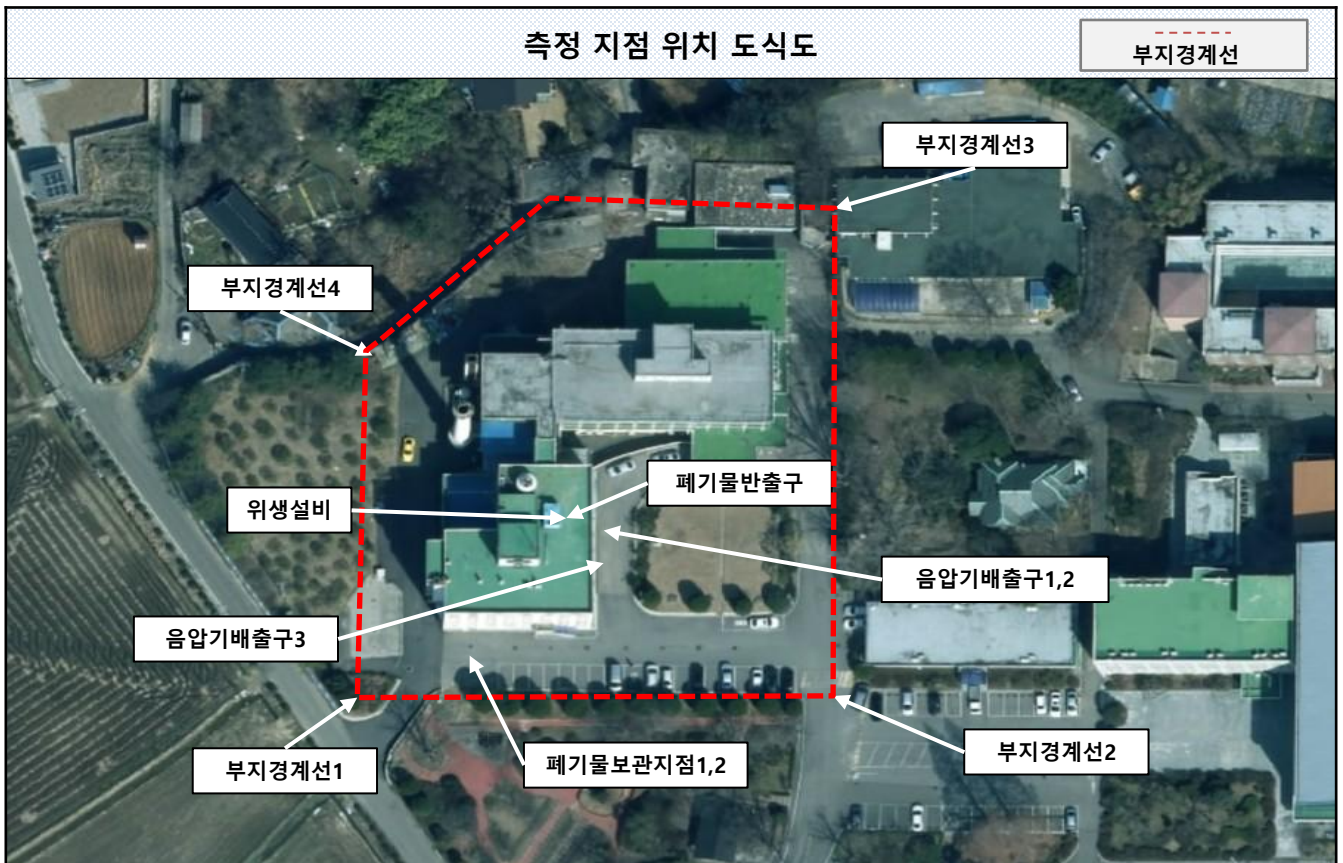 측정 지점 위치 도식도
부지경계선
부지경계선3
부지경계선4
폐기물반출구
위생설비
음압기배출구1,2
음압기배출구3
부지경계선2
폐기물보관지점1,2
부지경계선1